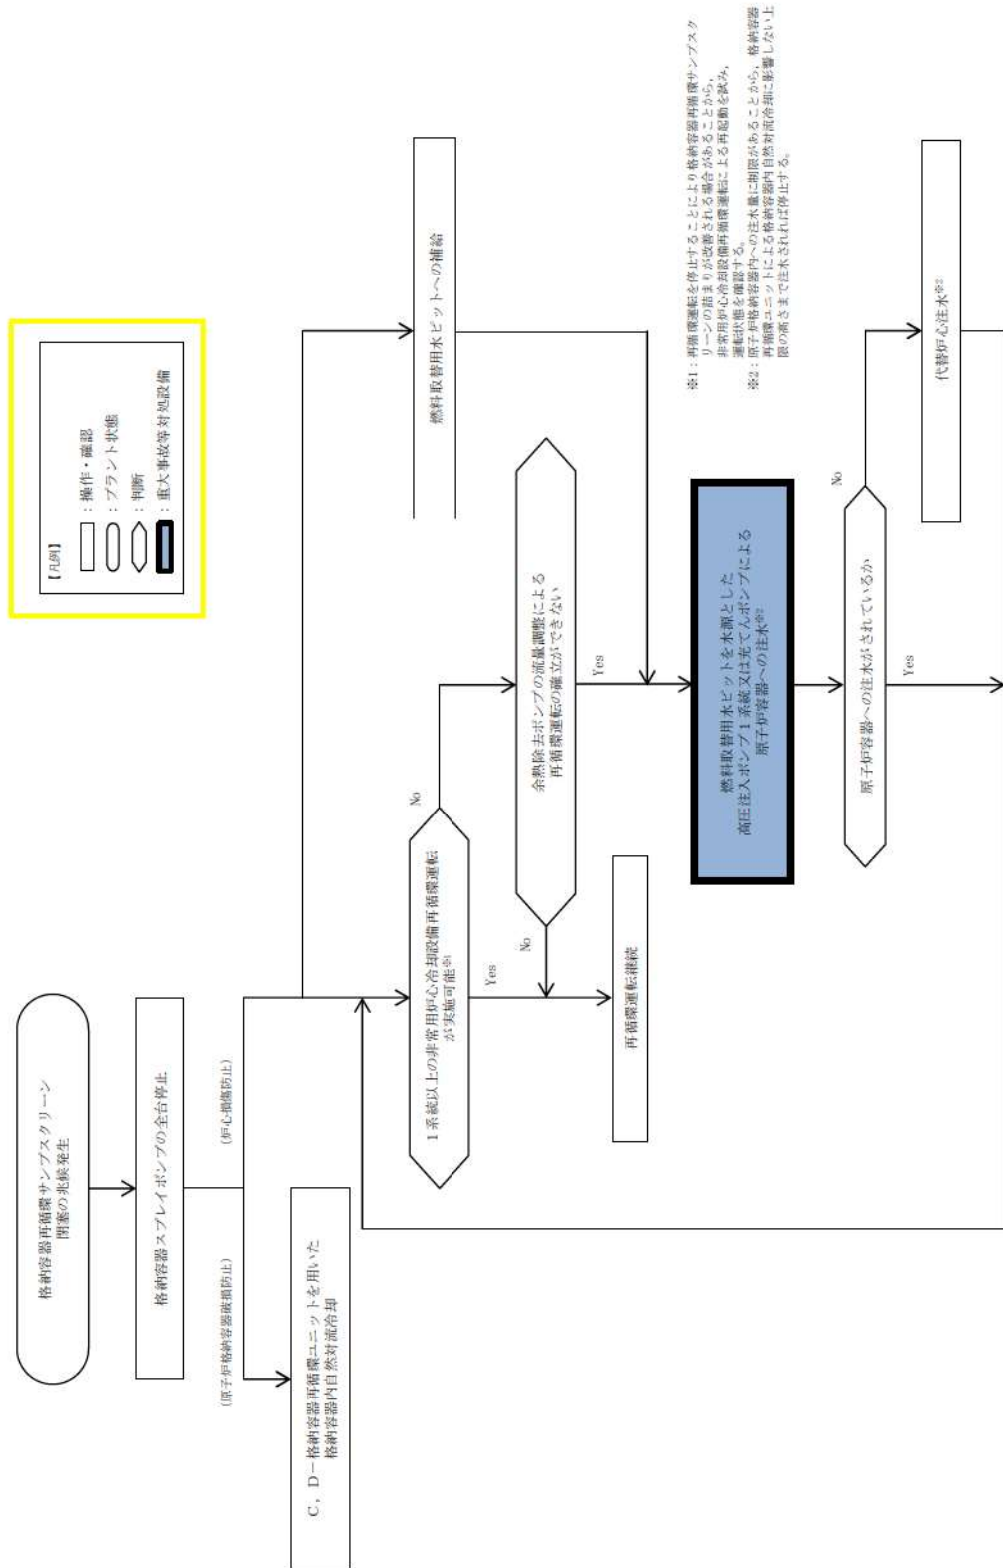 格納容器再循環サンプスクリーン
閉塞の兆候発生
格納容器スプレイポンプの全台停止
(原子炉格納容器破損防止)
(炉心損傷防止)
C，D－格納容器再循環ユニットを用いた
格納容器内自然対流冷却
1系統以上の非常用炉心冷却設備再循環運転
が実施可能※1
No
Yes
余熱除去ポンプの流量調整による
再循環運転の確立ができない
No
Yes
再循環運転継続
燃料取替用水ピットへの補給
燃料取替用水ピットを水源とした
高圧注入ポンプ1系統又は充てんポンプによる
原子炉容器への注水※2
原子炉容器への注水がされているか
No
Yes
代替炉心注水※2
【凡例】
：操作・確認
：プラント状態
：判断
：重大事故等対処設備
※1：再循環運転を停止することにより格納容器再循環サンプスク
リーンの詰まりが改善される場合があることから，
非常用炉心冷却設備再循環運転による再起動を試み，
運転状態を確認する。
※2：原子炉格納容器内への注水量に制限があることから，格納容器
再循環ユニットによる格納容器内自然対流冷却に影響しない上
限の高さまで注水されれば停止する。